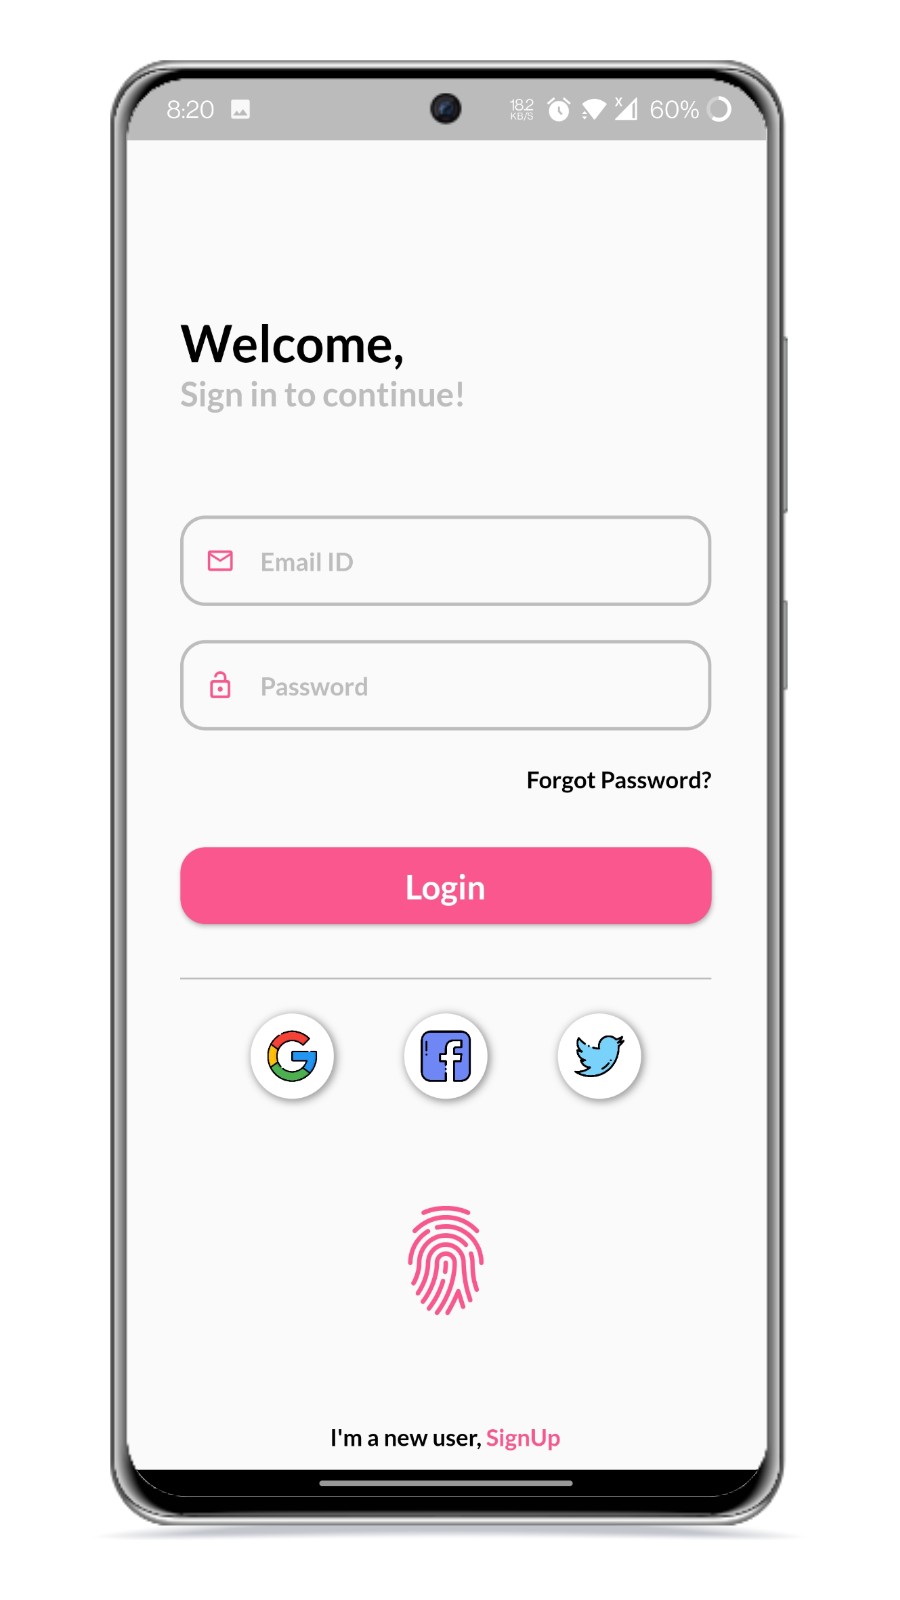 8:20 18.2 KB/S X 60%
Welcome,
Sign in to continue!
Email ID
Password
Forgot Password?
Login
G f
I'm a new user, SignUp